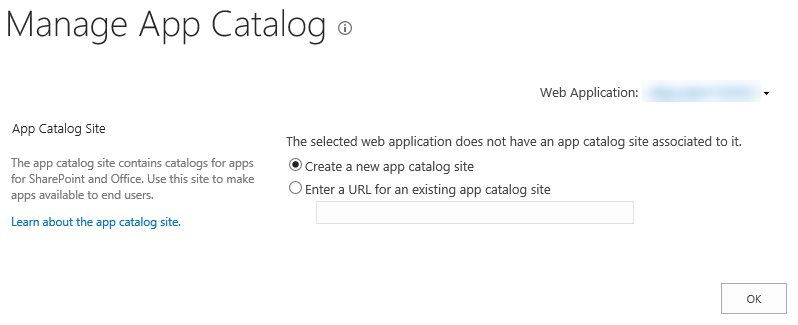 Manage App Catalog
Web Application:
App Catalog Site
The app catalog site contains catalogs for apps
for SharePoint and Office. Use this site to make
apps available to end users.
Learn about the app catalog site.
The selected web application does not have an app catalog site associated to it.
Create a new app catalog site
Enter a URL for an existing app catalog site
OK